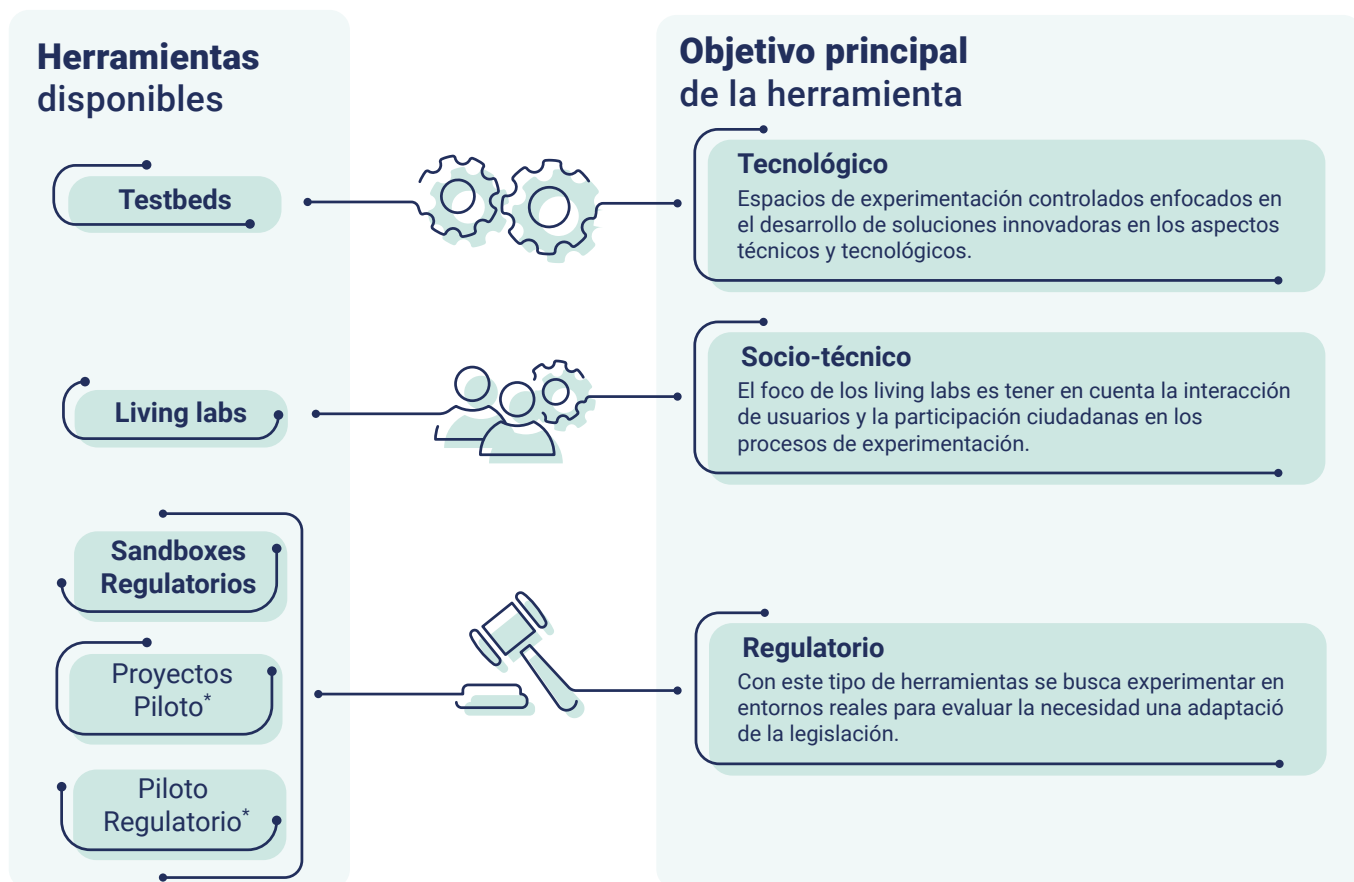 Herramientas
disponibles
Objetivo principal
de la herramienta
Testbeds
Tecnológico
Espacios de experimentación controlados enfocados en
el desarrollo de soluciones innovadoras en los aspectos
técnicos y tecnológicos.
Living labs
Socio-técnico
El foco de los living labs es tener en cuenta la interacción
de usuarios y la participación ciudadanas en los
procesos de experimentación.
Sandboxes
Regulatorios
Proyectos
Piloto*
Piloto
Regulatorio*
Regulatorio
Con este tipo de herramientas se busca experimentar en
entornos reales para evaluar la necesidad una adaptació
de la legislación.